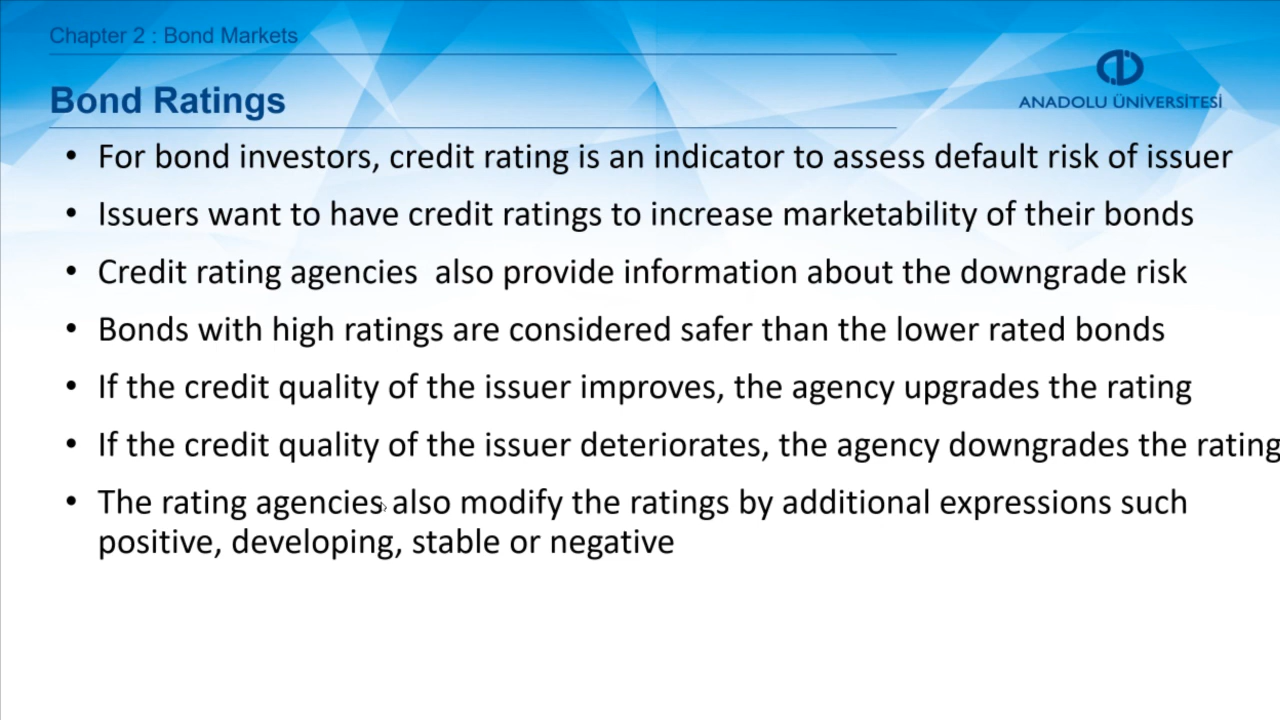 Chapter 2 : Bond Markets
Bond Ratings
ANADOLU ÜNİVERSİTESİ
• For bond investors, credit rating is an indicator to assess default risk of issuer
• Issuers want to have credit ratings to increase marketability of their bonds
• Credit rating agencies  also provide information about the downgrade risk
• Bonds with high ratings are considered safer than the lower rated bonds
• If the credit quality of the issuer improves, the agency upgrades the rating
• If the credit quality of the issuer deteriorates, the agency downgrades the rating
• The rating agencies also modify the ratings by additional expressions such
positive, developing, stable or negative